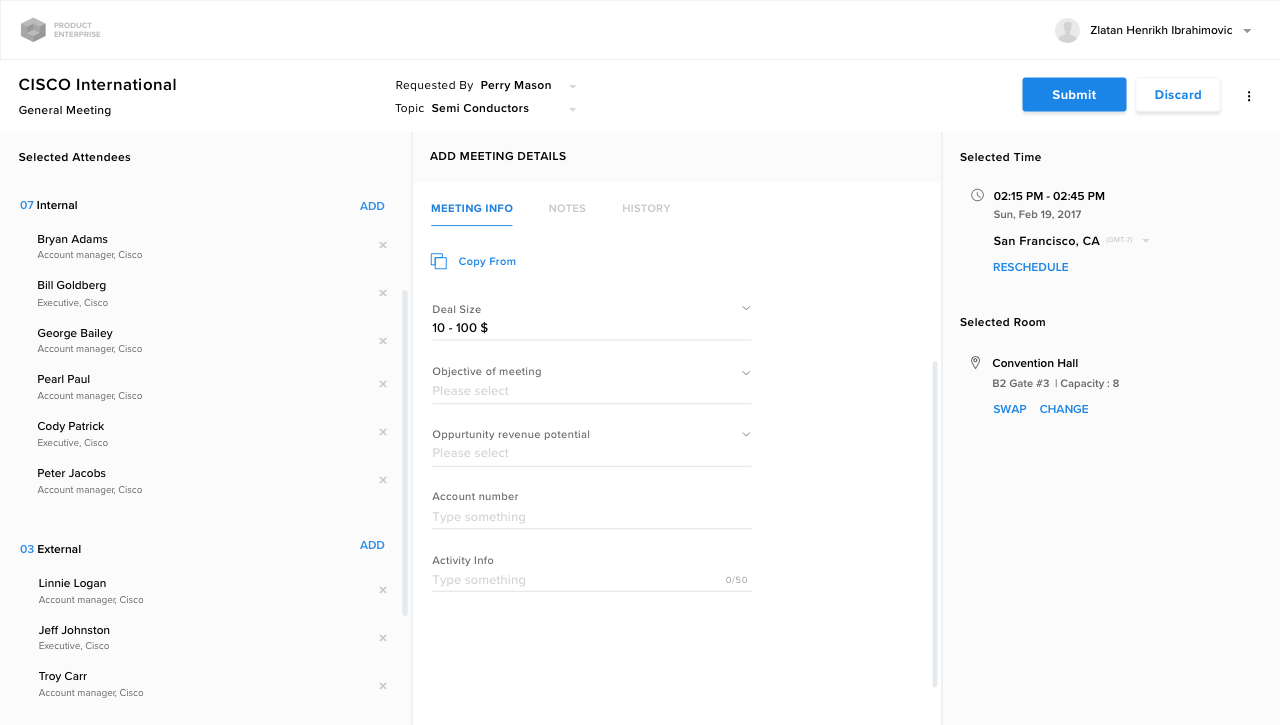 PRODUCT
ENTERPRISE
Zlatan Henrikh Ibrahimovic
CISCO International
General Meeting
Requested By Perry Mason
Topic Semi Conductors
Submit
Discard
Selected Attendees
07 Internal
ADD
Bryan Adams
Account manager, Cisco
Bill Goldberg
Executive, Cisco
George Bailey
Account manager, Cisco
Pearl Paul
Account manager, Cisco
Cody Patrick
Executive, Cisco
Peter Jacobs
Account manager, Cisco
03 External
ADD
Linnie Logan
Account manager, Cisco
Jeff Johnston
Executive, Cisco
Troy Carr
Account manager, Cisco
ADD MEETING DETAILS
MEETING INFO
NOTES
HISTORY
Copy From
Deal Size
10 - 100 $
Objective of meeting
Please select
Oppurtunity revenue potential
Please select
Account number
Type something
Activity Info
Type something
0/50
Selected Time
02:15 PM - 02:45 PM
Sun, Feb 19, 2017
San Francisco, CA (GMT-7)
RESCHEDULE
Selected Room
Convention Hall
B2 Gate #3 | Capacity : 8
SWAP CHANGE